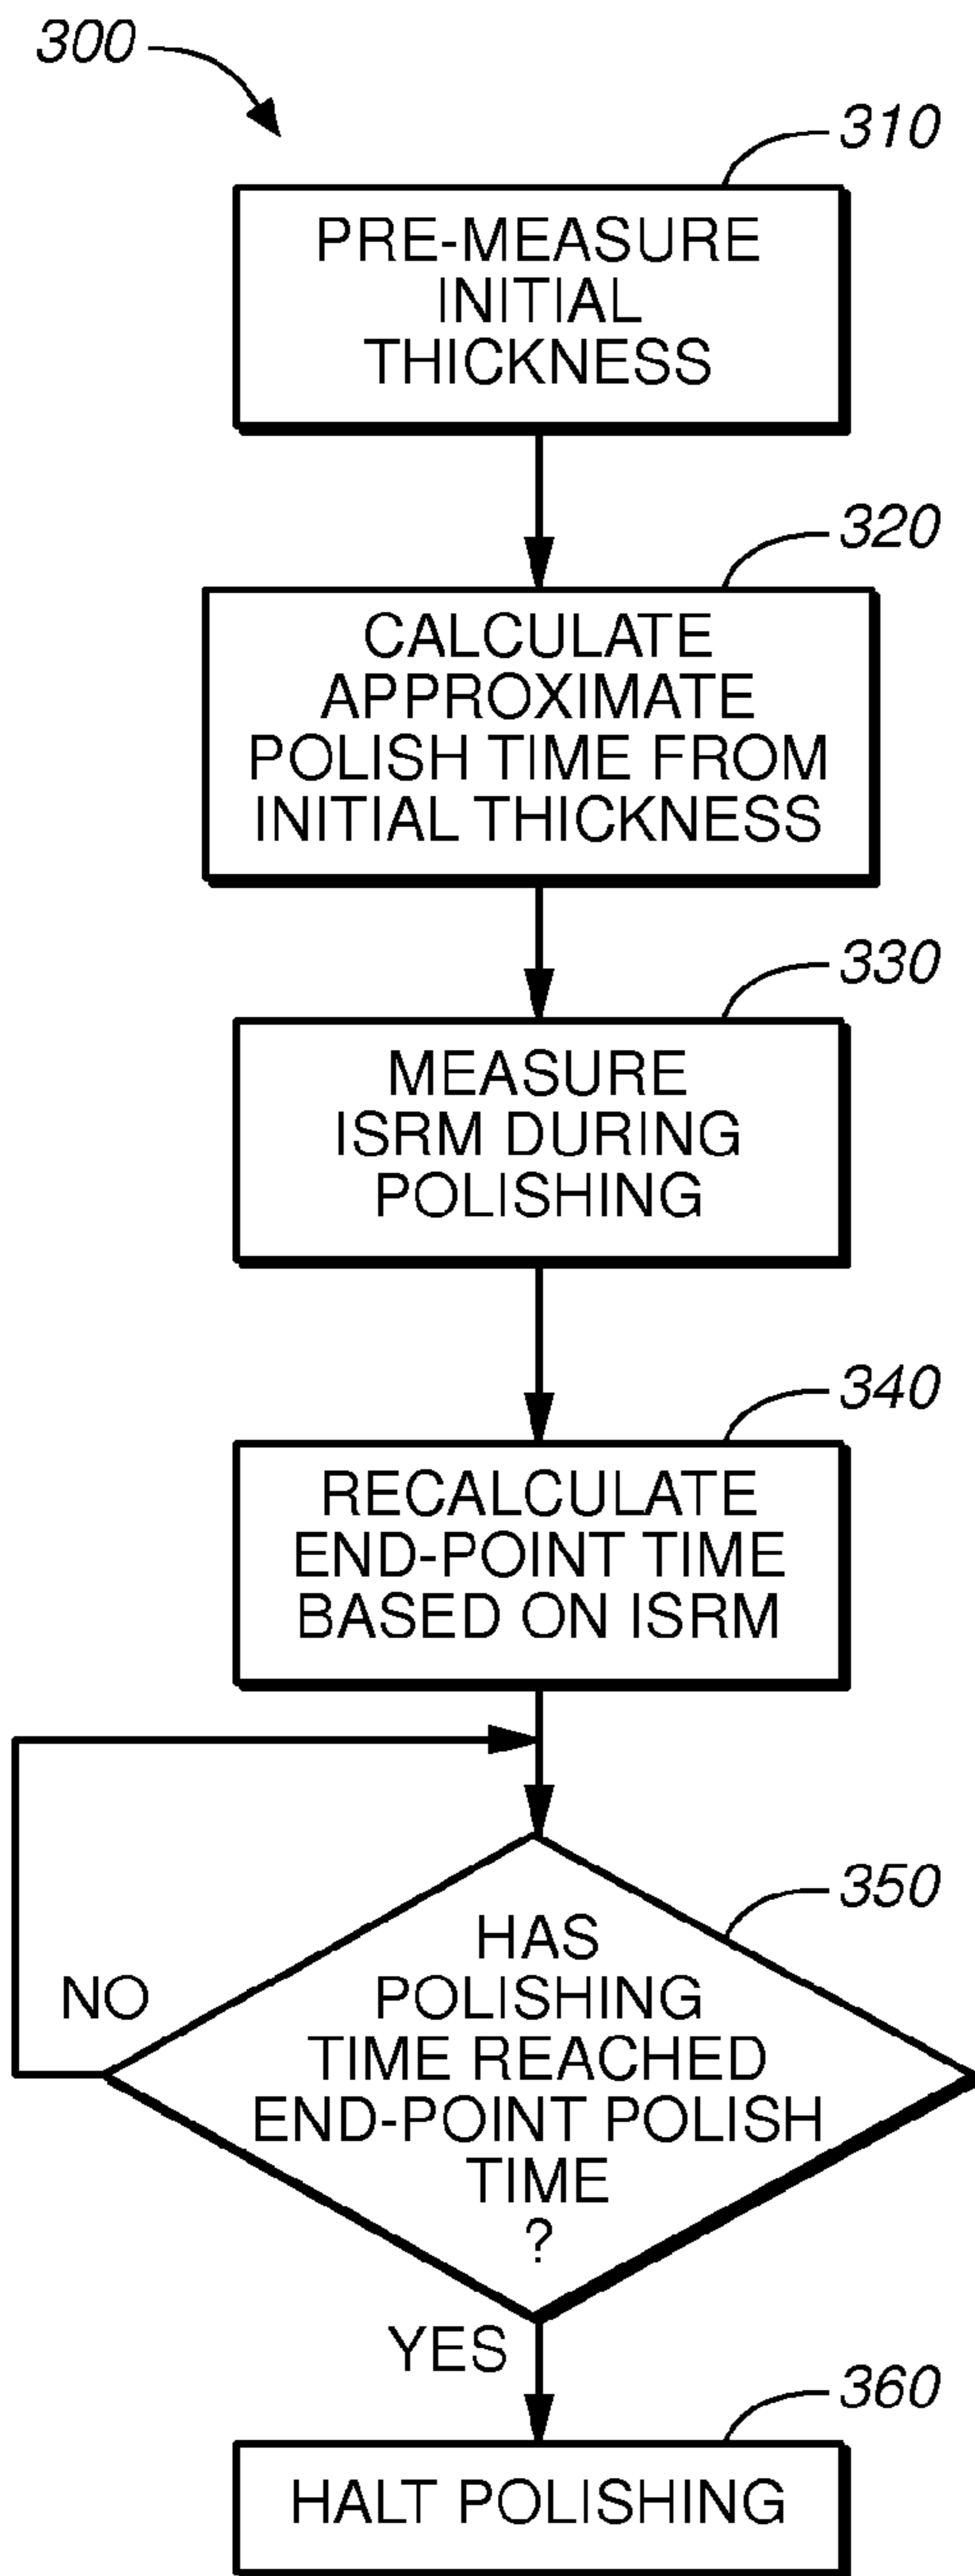 300
310
PRE-MEASURE
INITIAL
THICKNESS
320
CALCULATE
APPROXIMATE
POLISH TIME FROM
INITIAL THICKNESS
330
MEASURE
ISRM DURING
POLISHING
340
RECALCULATE
END-POINT TIME
BASED ON ISRM
350
HAS
POLISHING
TIME REACHED
END-POINT POLISH
TIME
?
NO
YES
360
HALT POLISHING